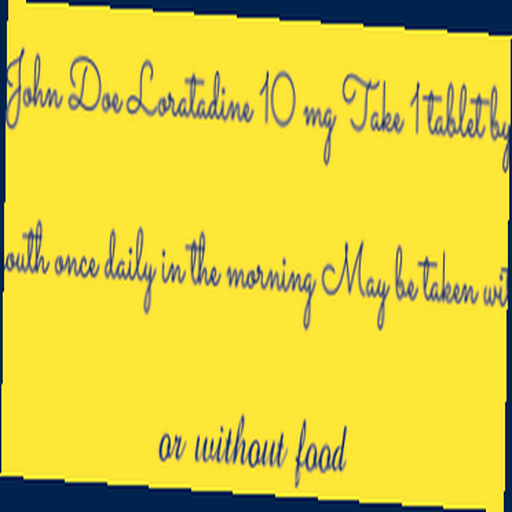 John Doe Loratadine 10 mg Take 1 tablet by
outh once daily in the morning May be taken wit
or without food